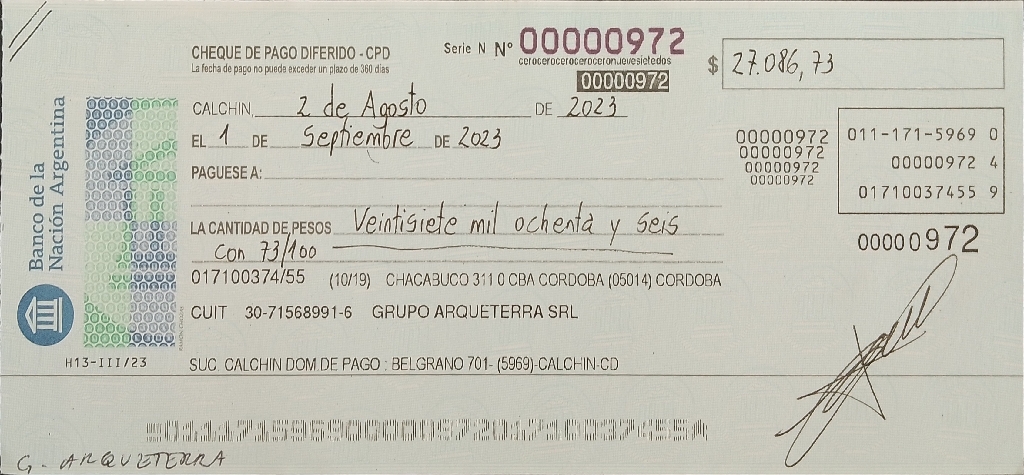 CHEQUE DE PAGO DIFERIDO - CPD
La fecha de pago no puede exceder un plazo de 360 días
Serie N Nº 00000972
ceroceroceroceroceronuevesietedos
00000972
$ 27.086,73
CALCHIN, 2 de Agosto DE 2023
EL 1 DE Septiembre DE 2023
PAGUESE A:
LA CANTIDAD DE PESOS Veintisiete mil ochenta y seis
con 73/100
00000972
00000972
00000972
00000972
011-171-5969 0
00000972 4
01710037455 9
00000972
017100374/55 (10/19) CHACABUCO 311 0 CBA CORDOBA (05014) CORDOBA
CUIT 30-71568991-6 GRUPO ARQUETERRA SRL
SUC. CALCHIN DOM.DE PAGO : BELGRANO 701- (5969)-CALCHIN-CD
Banco de la
Nación Argentina
H13-III/23
G. ARQUETERRA